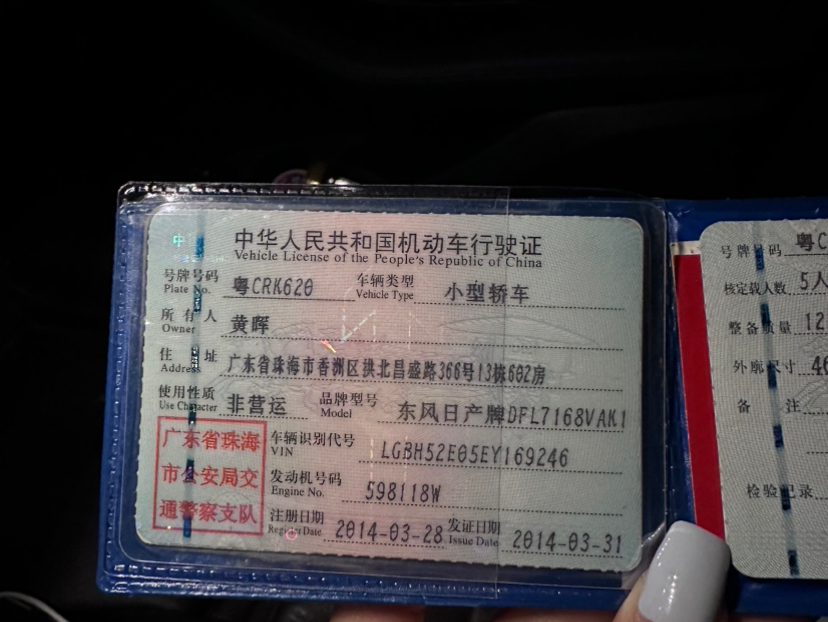 中华人民共和国机动车行驶证
Vehicle License of the People's Republic of China
号牌号码 粤CRK620 车辆类型 小型轿车
Plate No. Vehicle Type
所有人 黄晖
Owner
住址 广东省珠海市香洲区拱北昌盛路366号13栋602房
Address
使用性质 非营运 品牌型号 东风日产牌DFL7168VAK1
Use Character Model
广东省珠海
市公安局交
通警察支队
车辆识别代号 LGBH52E05EY169246
VIN
发动机号码 598118W
Engine No.
注册日期 2014-03-28 发证日期 2014-03-31
Register Date Issue Date
号牌号码 粤C
核定载人数 5人
整备质量 12
外廓尺寸 46
备注
检验记录